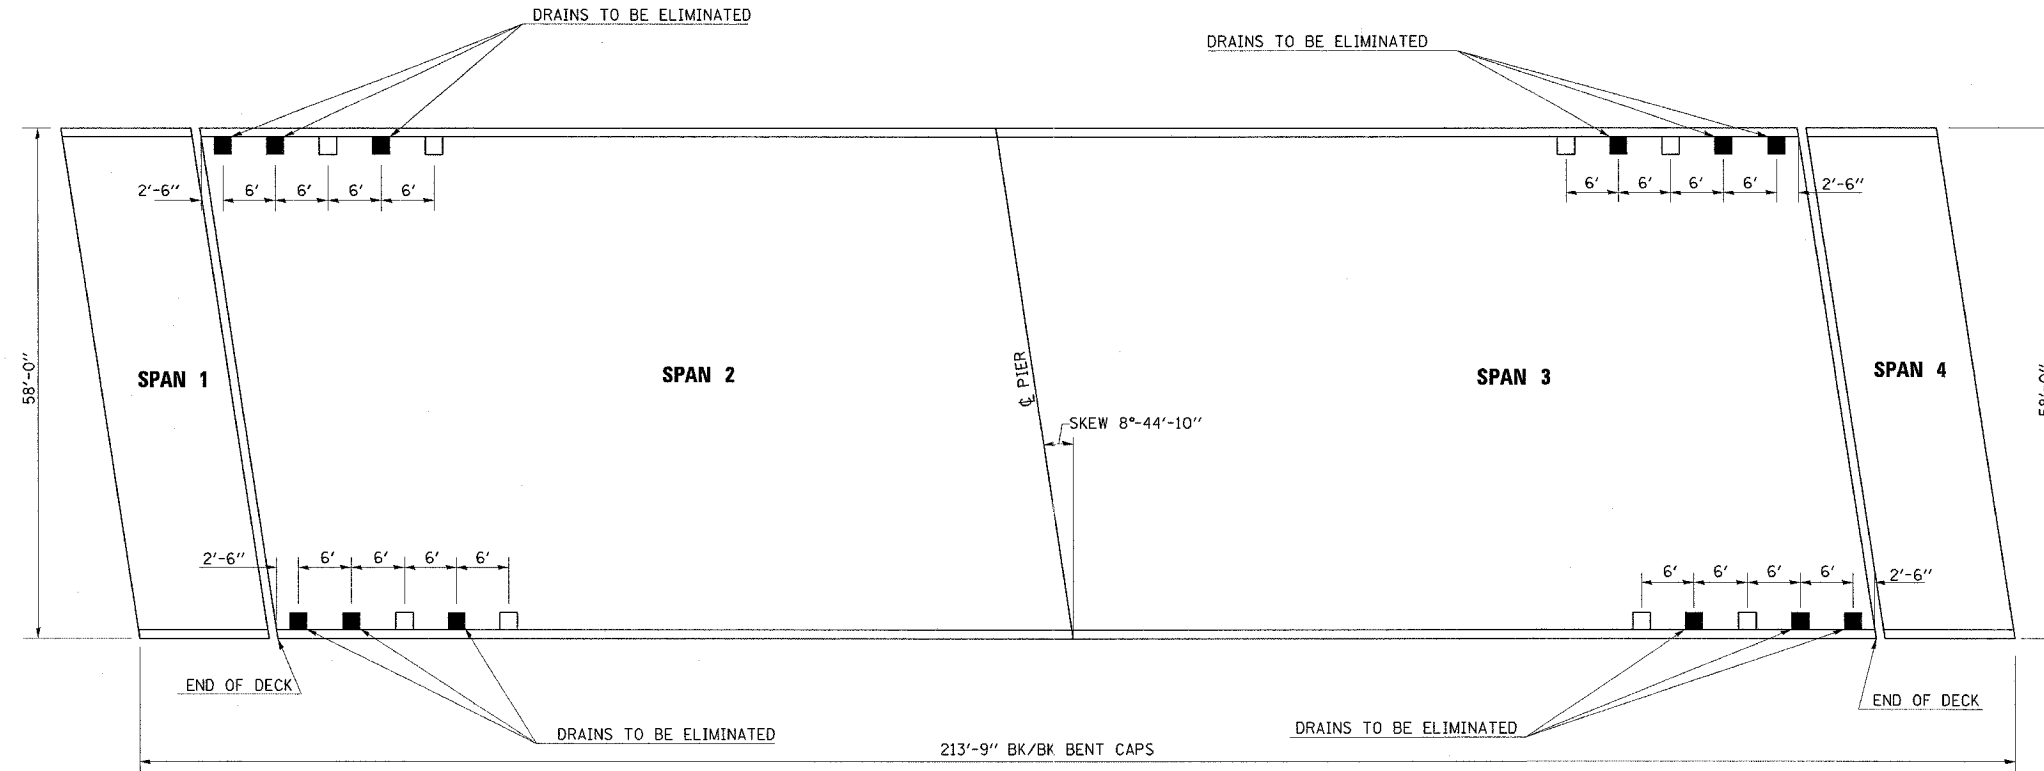 DRAINS TO BE ELIMINATED
DRAINS TO BE ELIMINATED
2'-6" 6' 6' 6' 6'
6' 6' 6' 6' 2'-6"
58'-0"
SPAN 1
SPAN 2
℄ PIER
SKEW 8°-44'-10"
SPAN 3
SPAN 4
58'-0"
2'-6" 6' 6' 6' 6'
6' 6' 6' 6' 2'-6"
END OF DECK
END OF DECK
DRAINS TO BE ELIMINATED
DRAINS TO BE ELIMINATED
213'-9" BK/BK BENT CAPS